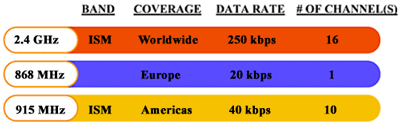 BAND COVERAGE DATA RATE # OF CHANNEL(S)
2.4 GHz ISM Worldwide 250 kbps 16
868 MHz Europe 20 kbps 1
915 MHz ISM Americas 40 kbps 10